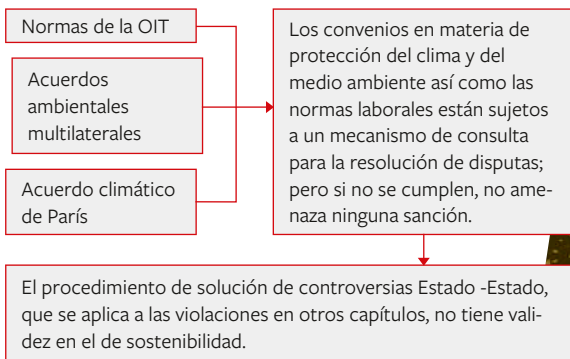 Normas de la OIT
Acuerdos
ambientales
multilaterales
Acuerdo climático
de París
Los convenios en materia de
protección del clima y del
medio ambiente así como las
normas laborales están sujetos
a un mecanismo de consulta
para la resolución de disputas;
pero si no se cumplen, no ame-
naza ninguna sanción.
El procedimiento de solución de controversias Estado -Estado,
que se aplica a las violaciones en otros capítulos, no tiene vali-
dez en el de sostenibilidad.